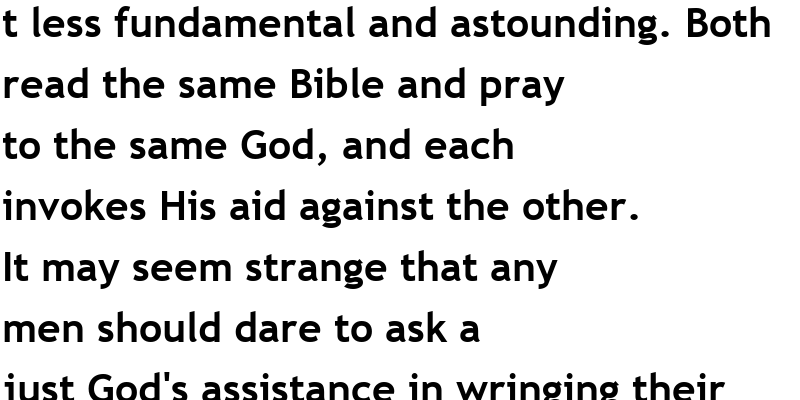 t less fundamental and astounding. Both
read the same Bible and pray
to the same God, and each
invokes His aid against the other.
It may seem strange that any
men should dare to ask a
just God's assistance in wringing their